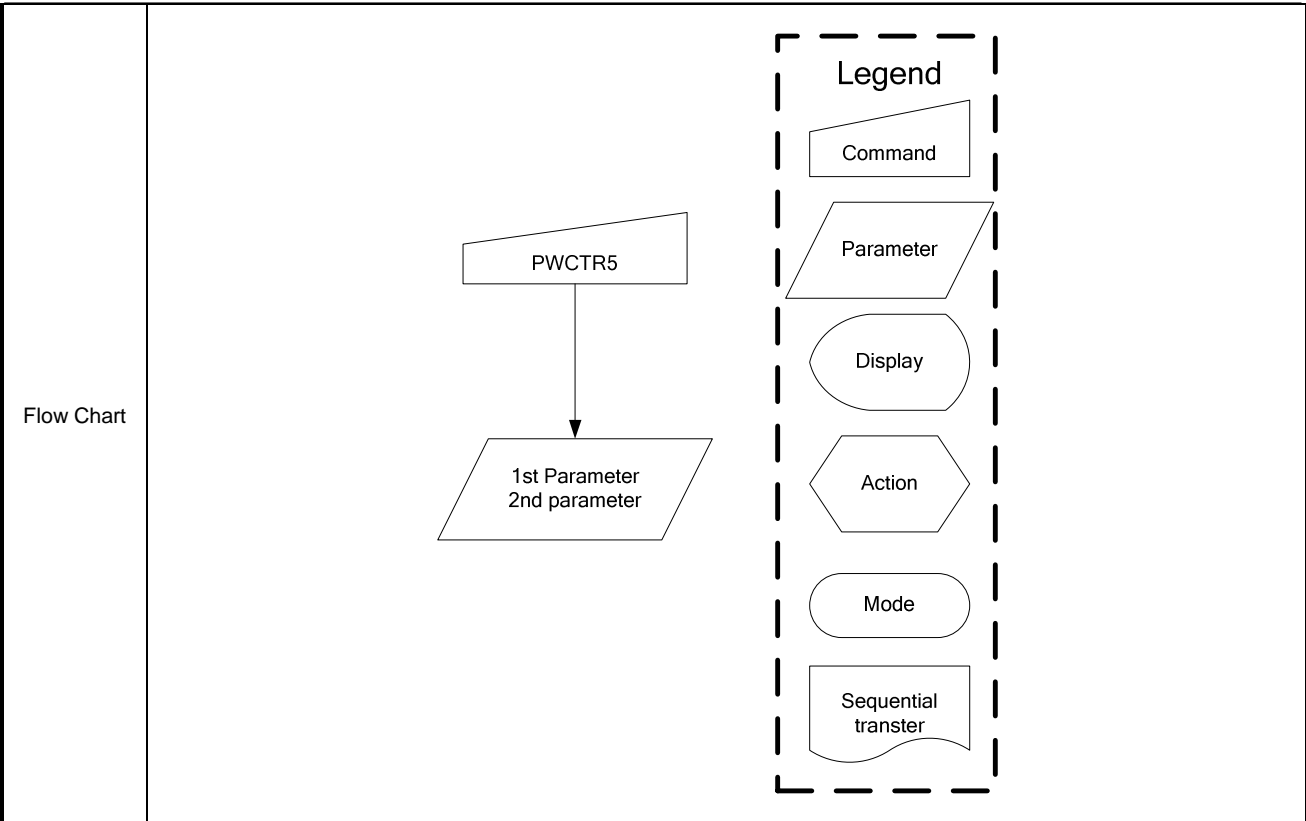 Flow Chart
PWCTR5
1st Parameter
2nd parameter
Legend
Command
Parameter
Display
Action
Mode
Sequential
transter